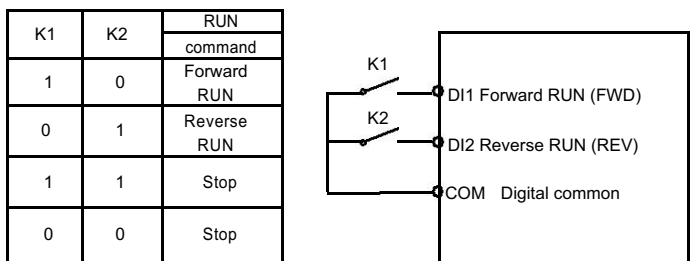 K1 K2 RUN
command
1 0 Forward
RUN
0 1 Reverse
RUN
1 1 Stop
0 0 Stop
K1
DI1 Forward RUN (FWD)
K2
DI2 Reverse RUN (REV)
COM Digital common